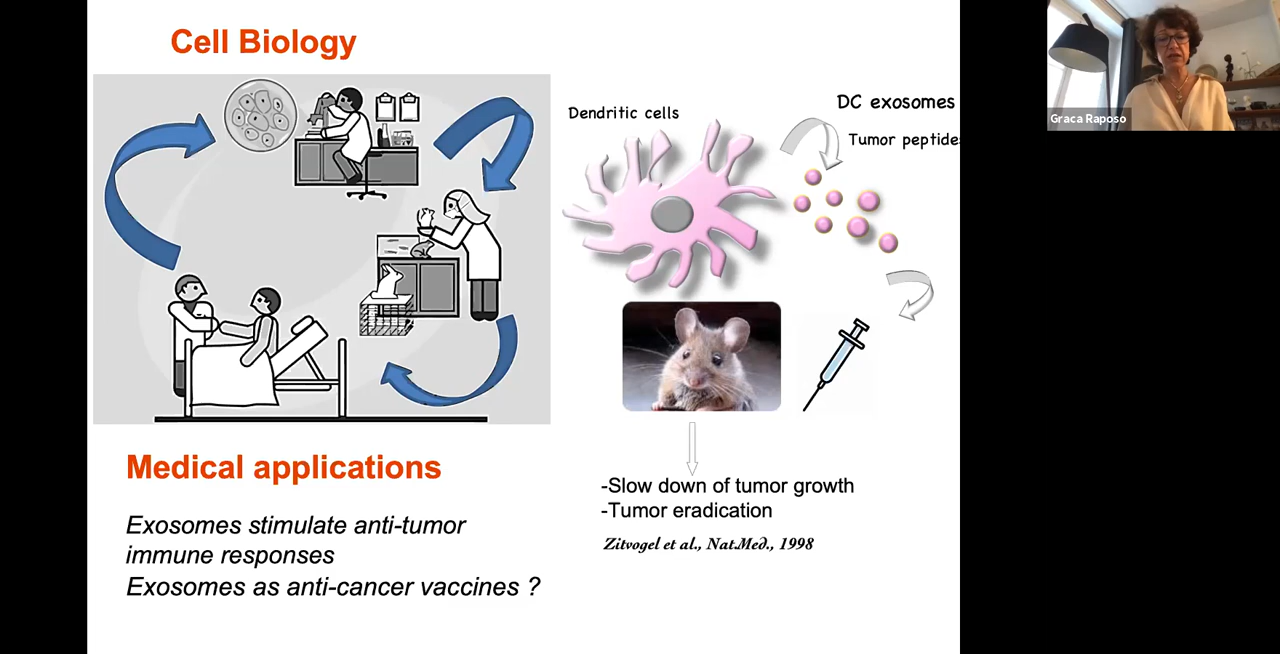 Cell Biology
Dendritic cells
DC exosomes
Tumor peptide
Graca Raposo
Medical applications
Exosomes stimulate anti-tumor
immune responses
Exosomes as anti-cancer vaccines ?
-Slow down of tumor growth
-Tumor eradication
Zitvogel et al., Nat.Med., 1998